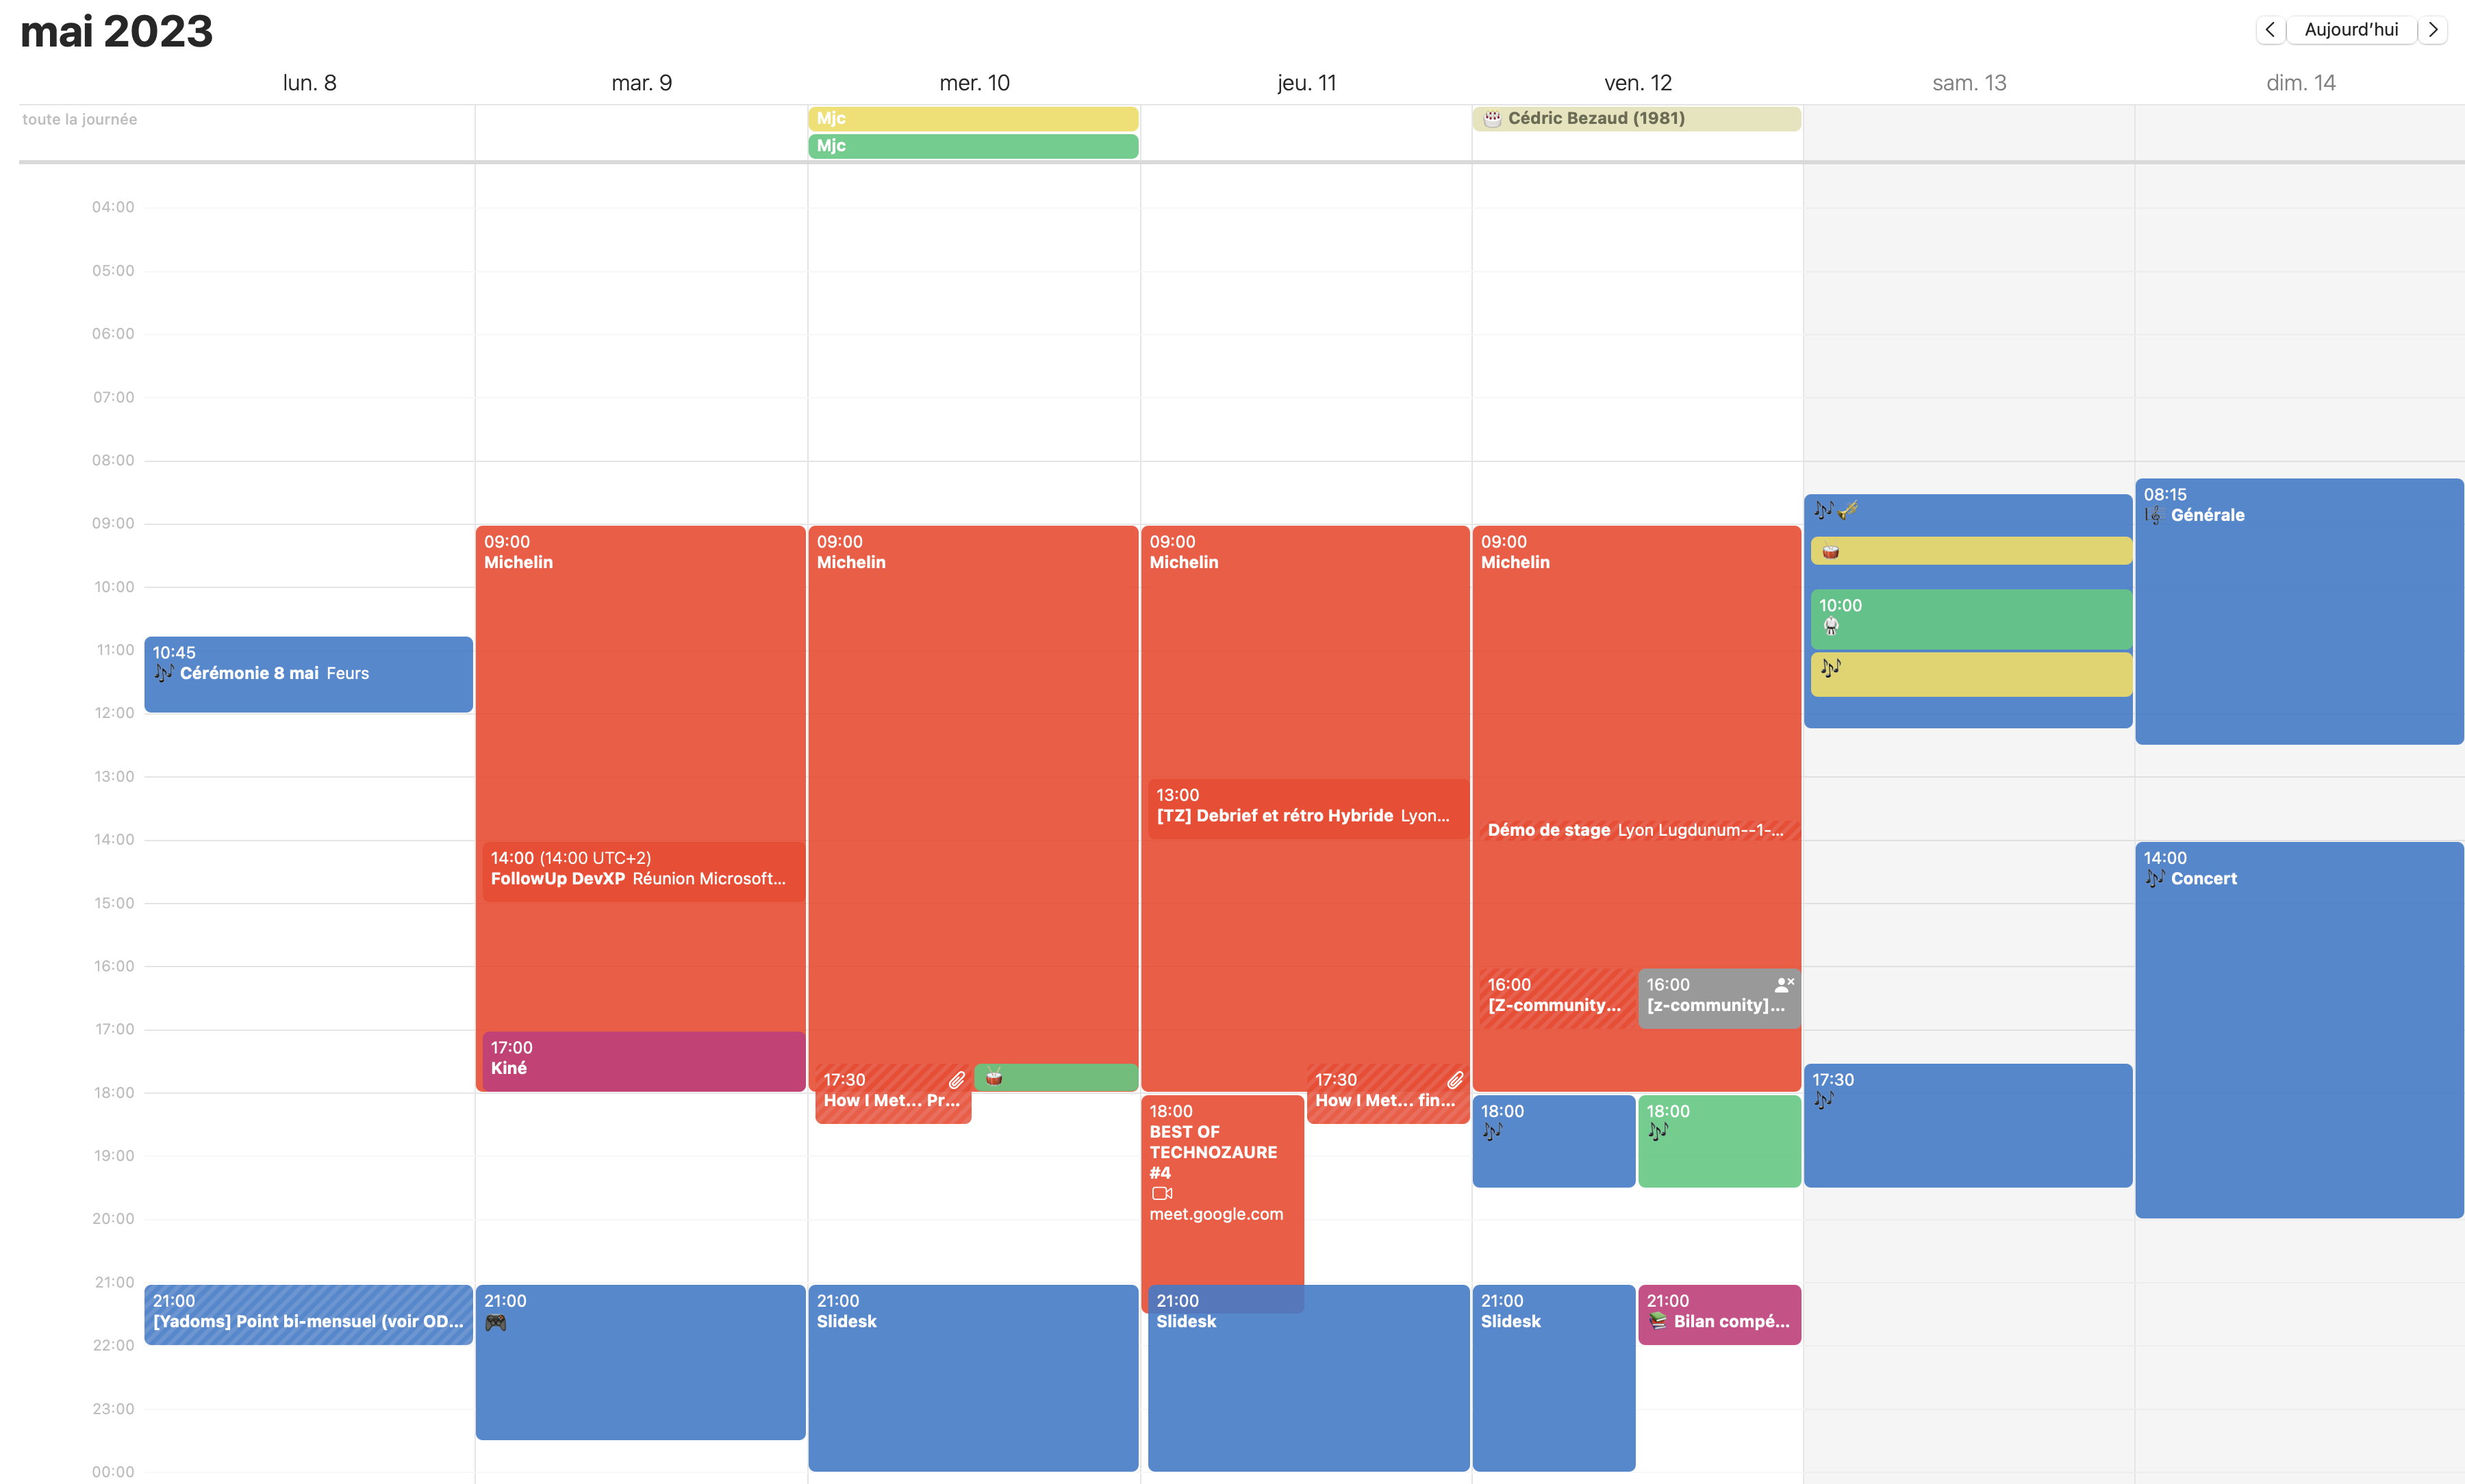 mai 2023
Aujourd'hui
lun. 8
mar. 9
mer. 10
jeu. 11
ven. 12
sam. 13
dim. 14
toute la journée
Mjc
Mjc
Cédric Bezaud (1981)
04:00
05:00
06:00
07:00
08:00
09:00
10:00
11:00
12:00
13:00
14:00
15:00
16:00
17:00
18:00
19:00
20:00
21:00
22:00
23:00
00:00
10:45
Cérémonie 8 mai Feurs
21:00
[Yadoms] Point bi-mensuel (voir OD...
09:00
Michelin
14:00 (14:00 UTC+2)
FollowUp DevXP Réunion Microsoft...
17:00
Kiné
21:00
09:00
Michelin
17:30
How I Met... Pr...
21:00
Slidesk
09:00
Michelin
13:00
[TZ] Debrief et rétro Hybride Lyon...
17:30
How I Met... fin...
18:00
BEST OF
TECHNOZAURE
#4
meet.google.com
21:00
Slidesk
09:00
Michelin
Démo de stage Lyon Lugdunum--1-...
16:00
[Z-community...
16:00
[z-community]...
18:00
18:00
21:00
Slidesk
21:00
Bilan compé...
10:00
17:30
08:15
Générale
14:00
Concert